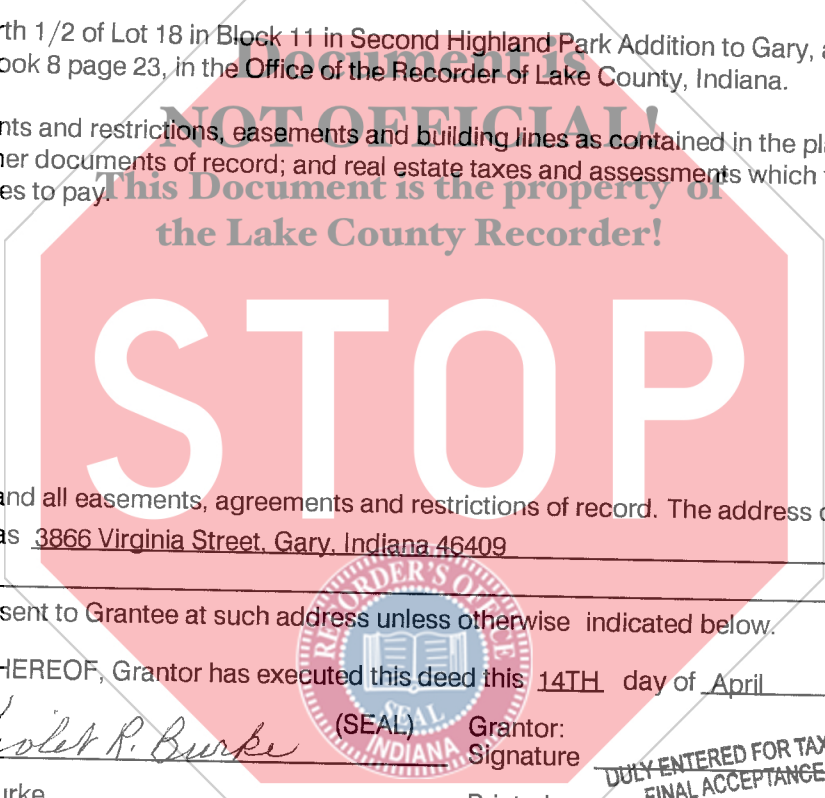 rth 1/2 of Lot 18 in Block 11 in Second Highland Park Addition to Gary, a
Document is
ook 8 page 23, in the Office of the Recorder of Lake County, Indiana.
NOT OFFICIAL!
nts and restrictions, easements and building lines as contained in the pl
er documents of record; and real estate taxes and assessments which
This Document is the property of
es to pay.
the Lake County Recorder!
STOP
and all easements, agreements and restrictions of record. The address
as 3866 Virginia Street, Gary, Indiana 46409
RECORDER'S OFFICE
sent to Grantee at such address unless otherwise indicated below.
HEREOF, Grantor has executed this deed this 14TH day of April
SEAL
INDIANA
olet R. Burke (SEAL) Grantor:
Signature
DULY ENTERED FOR TAX
FINAL ACCEPTANCE
urke